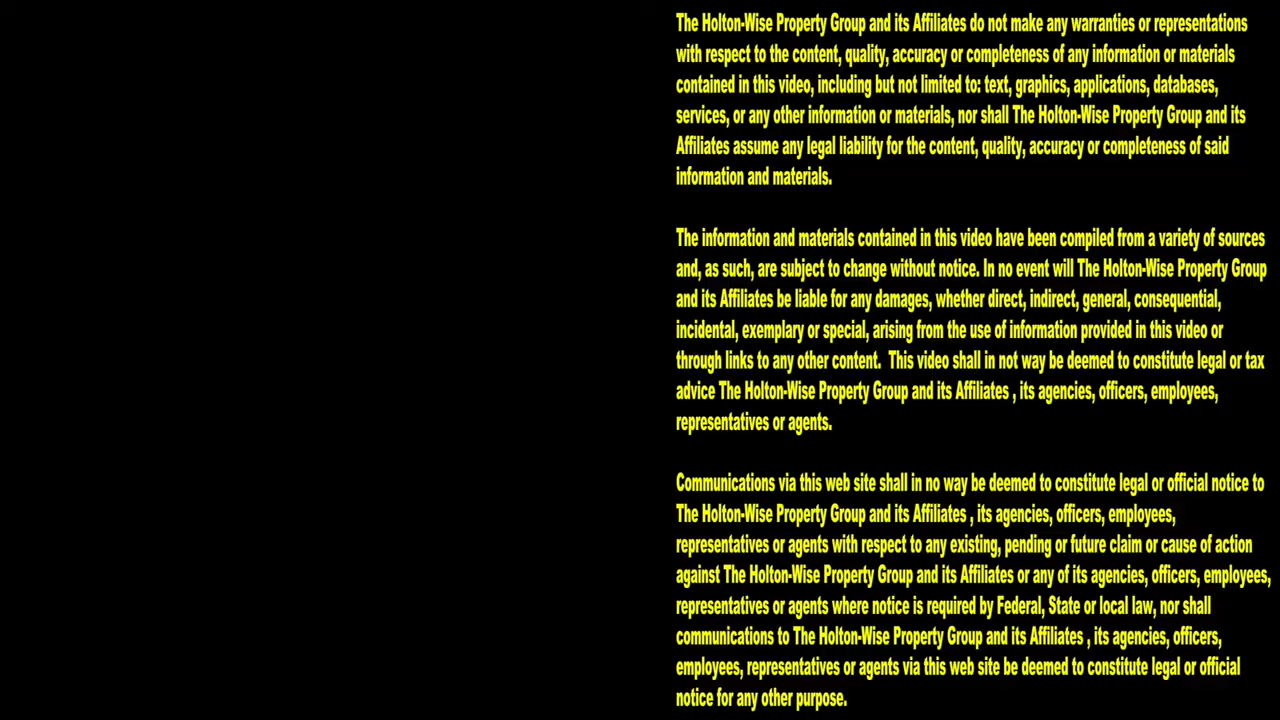 The Holton-Wise Property Group and its Affiliates do not make any warranties or representations
with respect to the content, quality, accuracy or completeness of any information or materials
contained in this video, including but not limited to: text, graphics, applications, databases,
services, or any other information or materials, nor shall The Holton-Wise Property Group and its
Affiliates assume any legal liability for the content, quality, accuracy or completeness of said
information and materials.
The information and materials contained in this video have been compiled from a variety of sources
and, as such, are subject to change without notice. In no event will The Holton-Wise Property Group
and its Affiliates be liable for any damages, whether direct, indirect, general, consequential,
incidental, exemplary or special, arising from the use of information provided in this video or
through links to any other content.  This video shall in not way be deemed to constitute legal or tax
advice The Holton-Wise Property Group and its Affiliates , its agencies, officers, employees,
representatives or agents.
Communications via this web site shall in no way be deemed to constitute legal or official notice to
The Holton-Wise Property Group and its Affiliates , its agencies, officers, employees,
representatives or agents with respect to any existing, pending or future claim or cause of action
against The Holton-Wise Property Group and its Affiliates or any of its agencies, officers, employees,
representatives or agents where notice is required by Federal, State or local law, nor shall
communications to The Holton-Wise Property Group and its Affiliates , its agencies, officers,
employees, representatives or agents via this web site be deemed to constitute legal or official
notice for any other purpose.